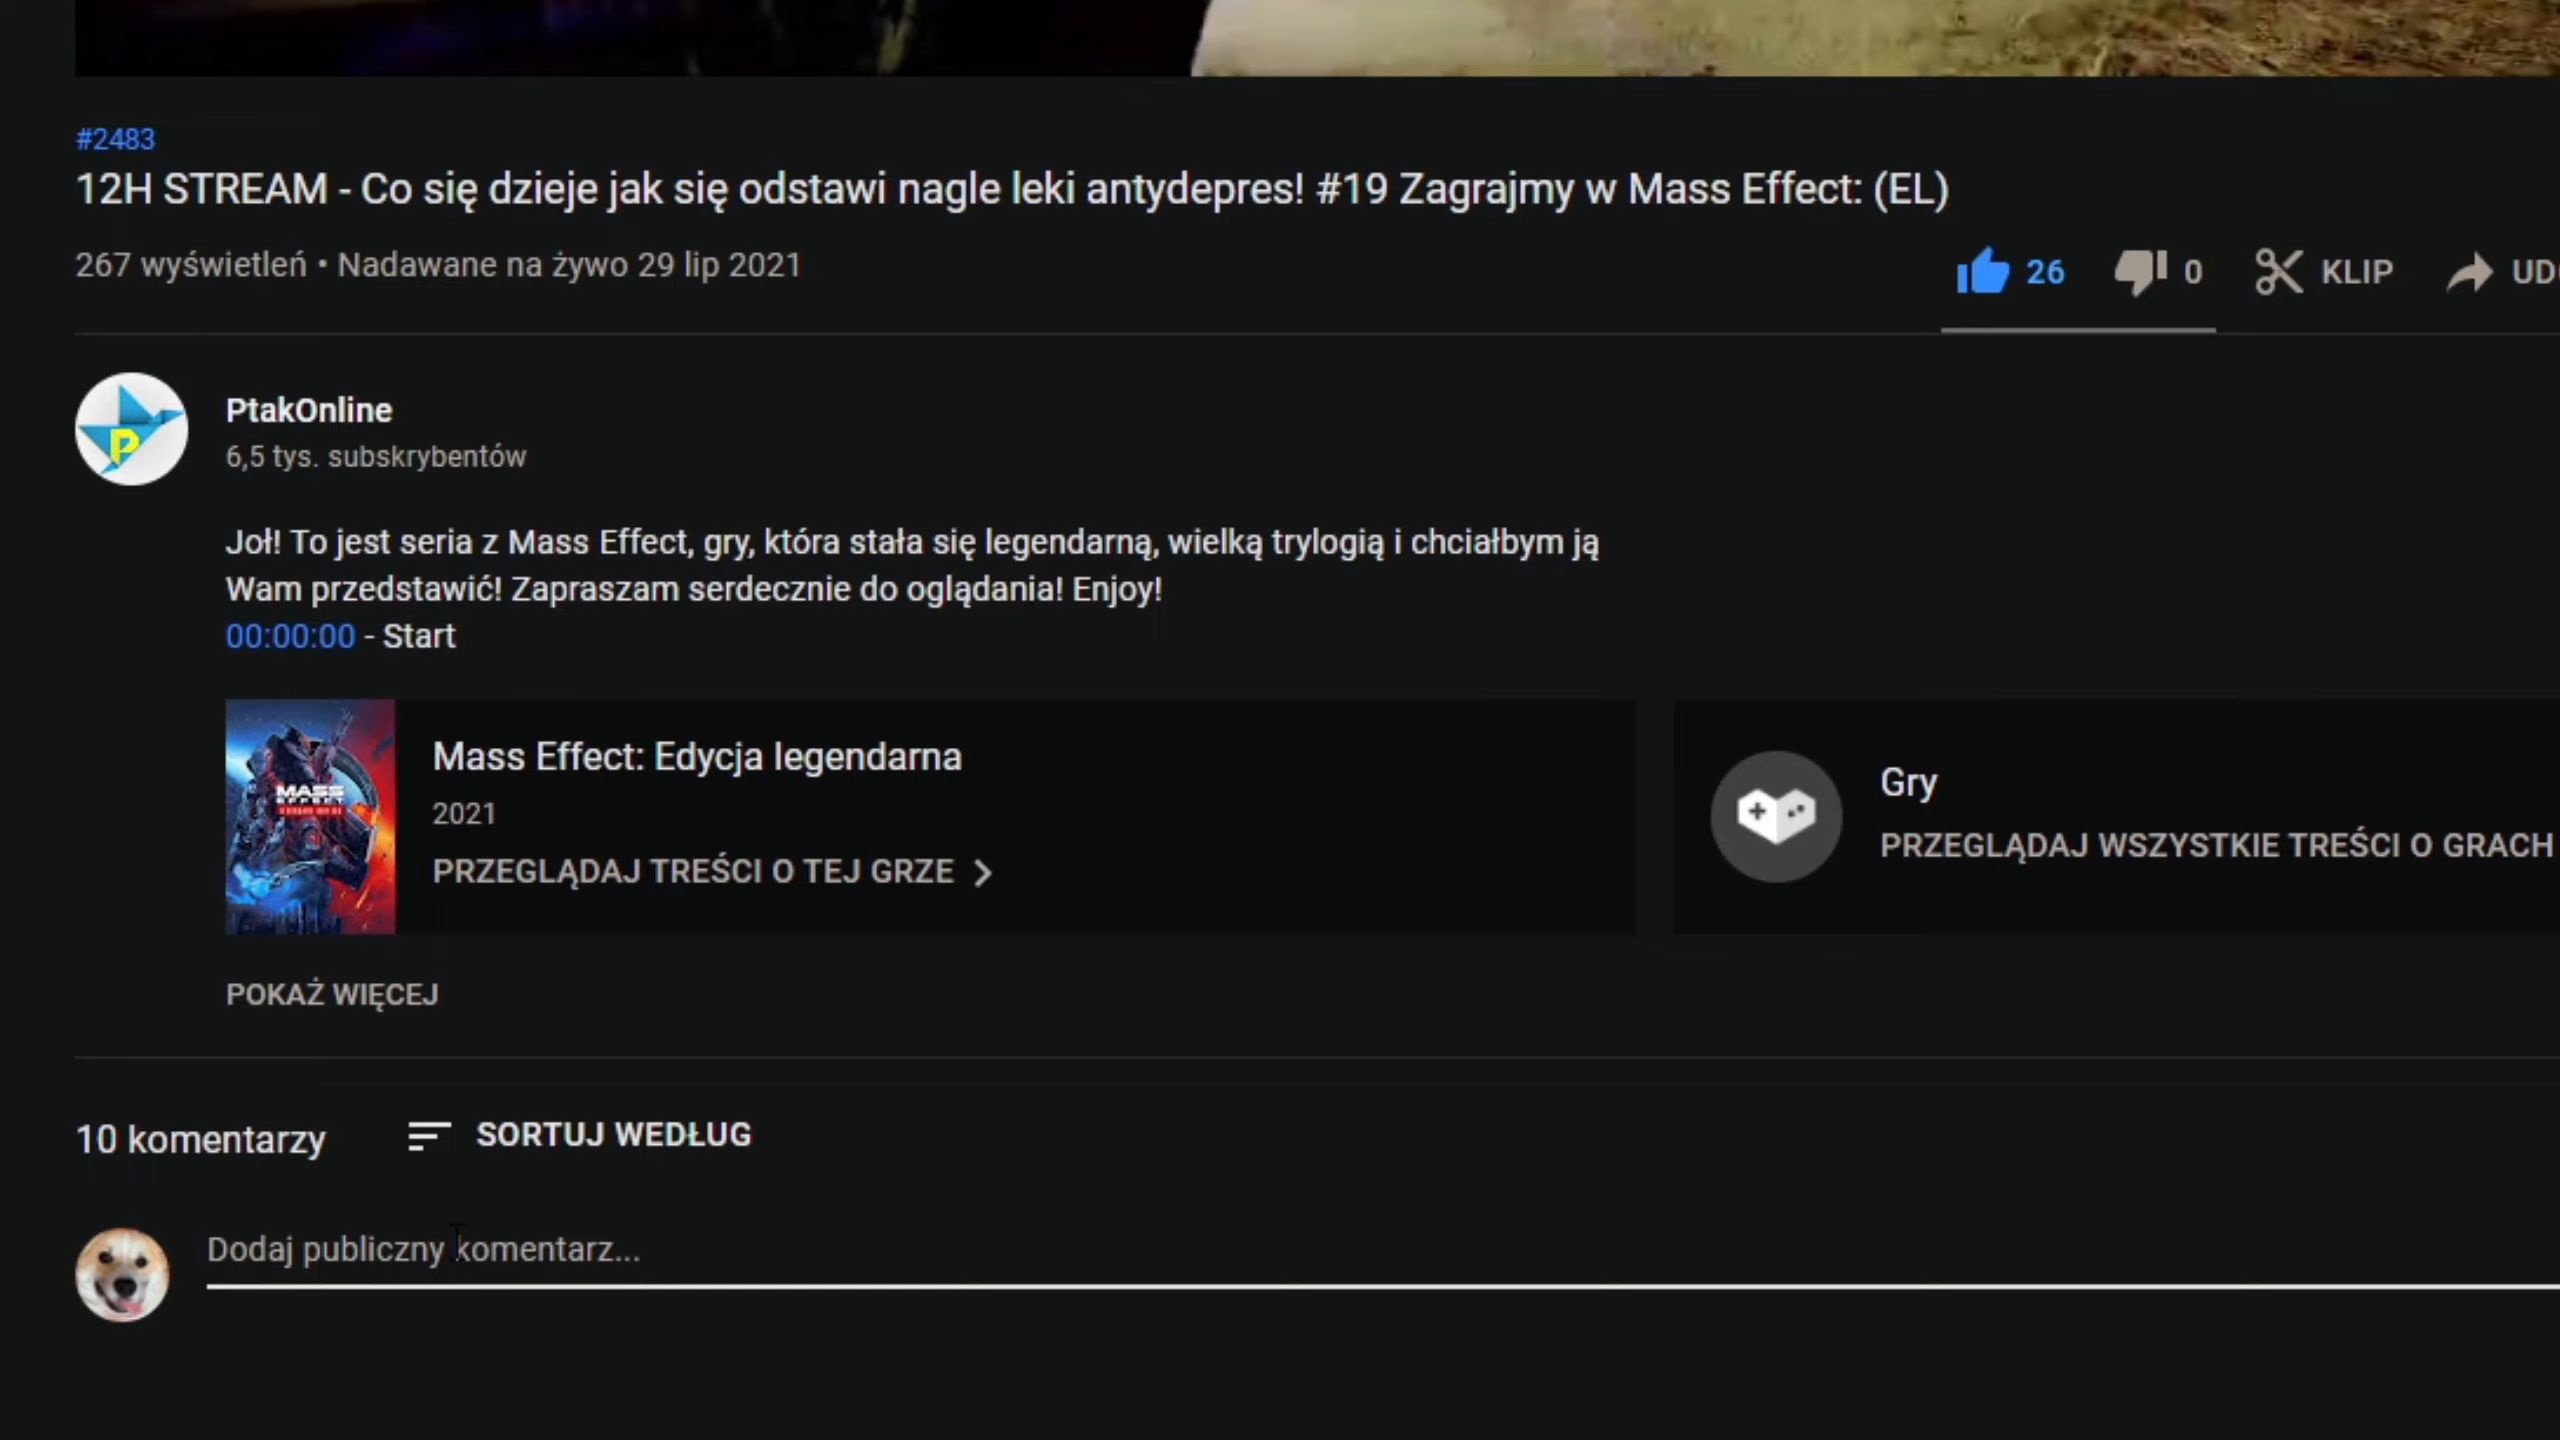 #2483
12H STREAM - Co się dzieje jak się odstawi nagle leki antydepres! #19 Zagrajmy w Mass Effect: (EL)
267 wyświetleń • Nadawane na żywo 29 lip 2021
26 0 KLIP
PtakOnline
6,5 tys. subskrybentów
Joł! To jest seria z Mass Effect, gry, która stała się legendarną, wielką trylogią i chciałbym ją
Wam przedstawić! Zapraszam serdecznie do oglądania! Enjoy!
00:00:00 - Start
MASS
EFFECT
Mass Effect: Edycja legendarna
2021
PRZEGLĄDAJ TREŚCI O TEJ GRZE
Gry
PRZEGLĄDAJ WSZYSTKIE TREŚCI O GRACH
POKAŻ WIĘCEJ
10 komentarzy
SORTUJ WEDŁUG
Dodaj publiczny komentarz...